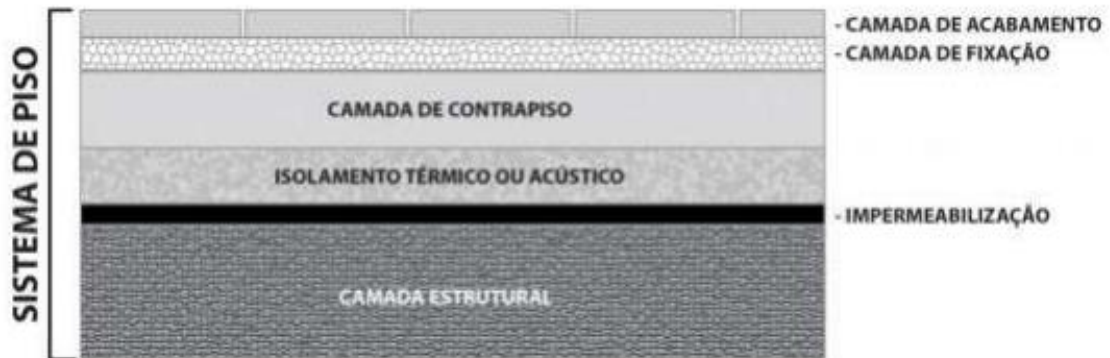 SISTEMA DE PISO
- CAMADA DE ACABAMENTO
- CAMADA DE FIXAÇÃO
CAMADA DE CONTRAPISO
ISOLAMENTO TÉRMICO OU ACÚSTICO
- IMPERMEABILIZAÇÃO
CAMADA ESTRUTURAL